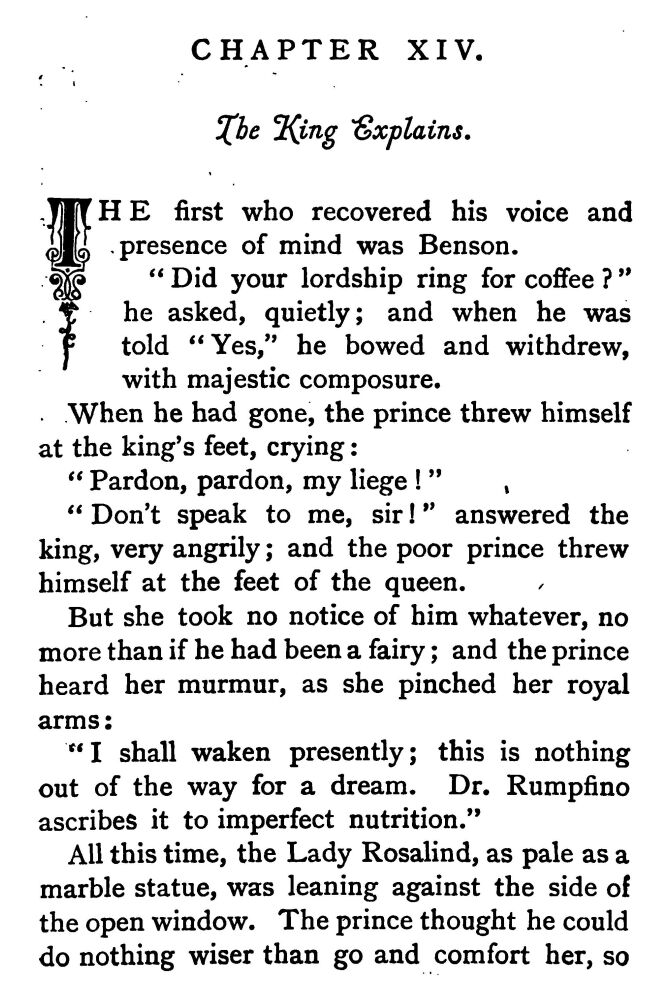 CHAPTER XIV.
The King Explains.
THE first who recovered his voice and
presence of mind was Benson.
“Did your lordship ring for coffee?”
he asked, quietly; and when he was
told “Yes,” he bowed and withdrew,
with majestic composure.
When he had gone, the prince threw himself
at the king's feet, crying:
“Pardon, pardon, my liege!”
“Don't speak to me, sir!” answered the
king, very angrily; and the poor prince threw
himself at the feet of the queen.
But she took no notice of him whatever, no
more than if he had been a fairy; and the prince
heard her murmur, as she pinched her royal
arms:
“I shall waken presently; this is nothing
out of the way for a dream. Dr. Rumpfino
ascribes it to imperfect nutrition.”
All this time, the Lady Rosalind, as pale as a
marble statue, was leaning against the side of
the open window. The prince thought he could
do nothing wiser than go and comfort her, so